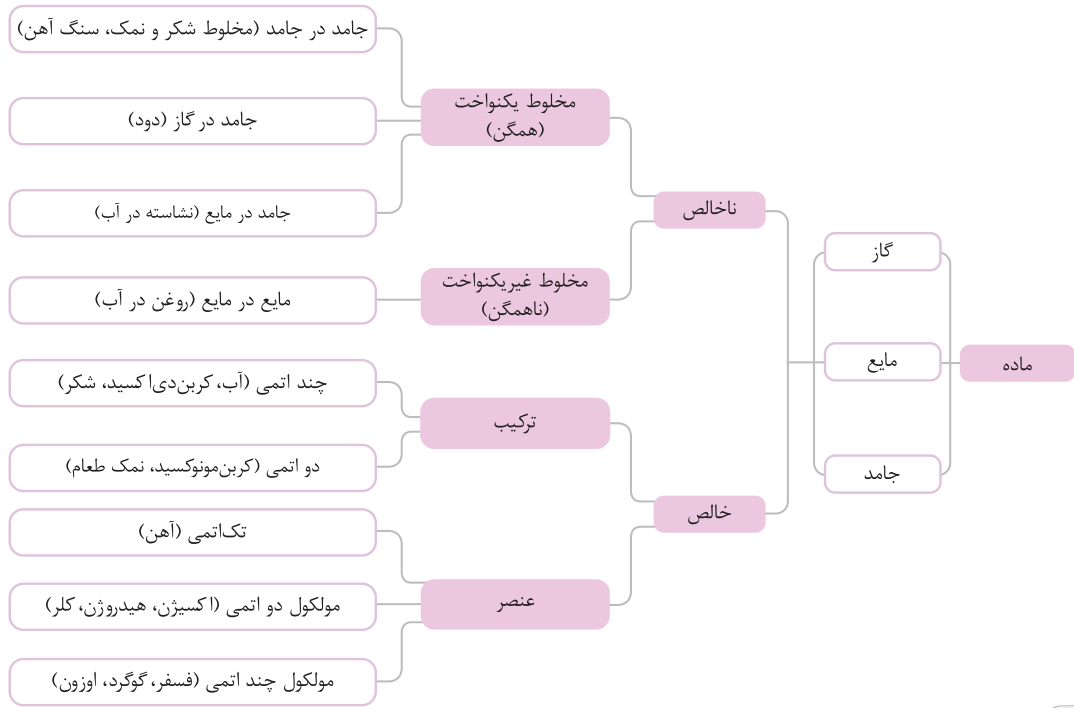 ماده
گاز
مایع
جامد
ناخالص
خالص
مخلوط یکنواخت
(همگن)
مخلوط غیریکنواخت
(ناهمگن)
ترکیب
عنصر
جامد در جامد (مخلوط شکر و نمک، سنگ آهن)
جامد در گاز (دود)
جامد در مایع (نشاسته در آب)
مایع در مایع (روغن در آب)
چند اتمی (آب، کربن‌دی‌اکسید، شکر)
دو اتمی (کربن‌مونوکسید، نمک طعام)
تک‌اتمی (آهن)
مولکول دو اتمی (اکسیژن، هیدروژن، کلر)
مولکول چند اتمی (فسفر، گوگرد، اوزون)